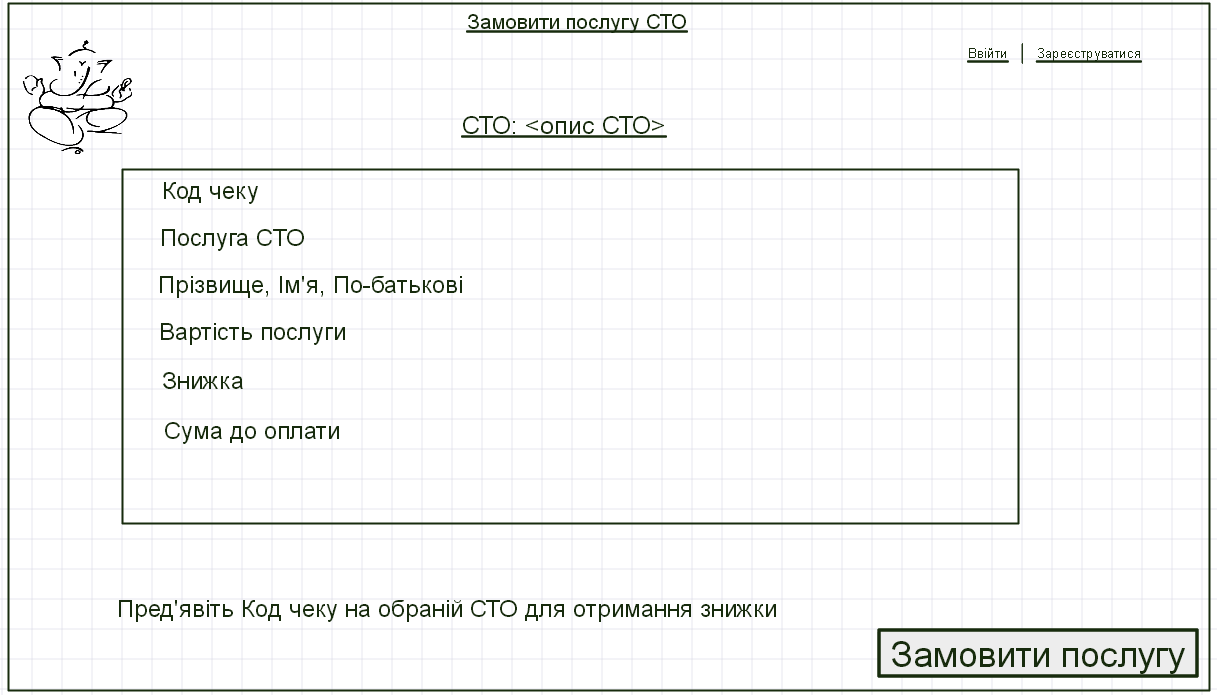 Замовити послугу СТО
Ввійти | Зареєструватися
СТО: <опис СТО>
Код чеку
Послуга СТО
Прізвище, Ім'я, По-батькові
Вартість послуги
Знижка
Сума до оплати
Пред'явіть Код чеку на обраній СТО для отримання знижки
Замовити послугу